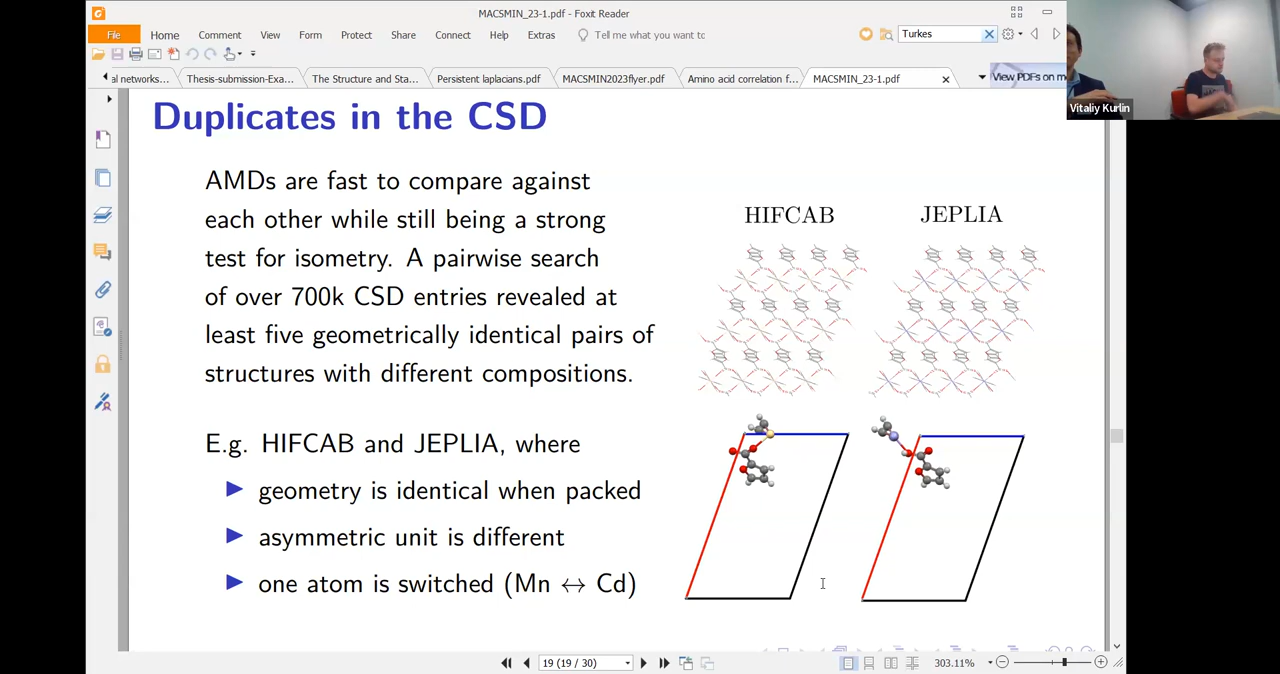 MACSMIN_23-1.pdf - Foxit Reader
File Home Comment View Form Protect Share Connect Help Extras Tell me what you want tc Turkes
al networks... Thesis-submission-Exa... The Structure and Sta... Persistent laplacians.pdf MACSMIN2023flyer.pdf Amino acid correlation f... MACSMIN_23-1.pdf View PDFs on m
Vitaliy Kurlin
Duplicates in the CSD
AMDs are fast to compare against
each other while still being a strong
test for isometry. A pairwise search
of over 700k CSD entries revealed at
least five geometrically identical pairs of
structures with different compositions.
E.g. HIFCAB and JEPLIA, where
▶ geometry is identical when packed
▶ asymmetric unit is different
▶ one atom is switched (Mn ↔ Cd)
HIFCAB JEPLIA
19 (19 / 30) 303.11%